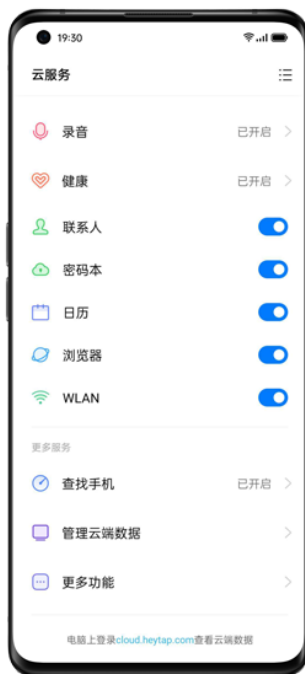 19:30
云服务
录音 已开启
健康 已开启
联系人
密码本
日历
浏览器
WLAN
更多服务
查找手机 已开启
管理云端数据
更多功能
电脑上登录cloud.heytap.com查看云端数据